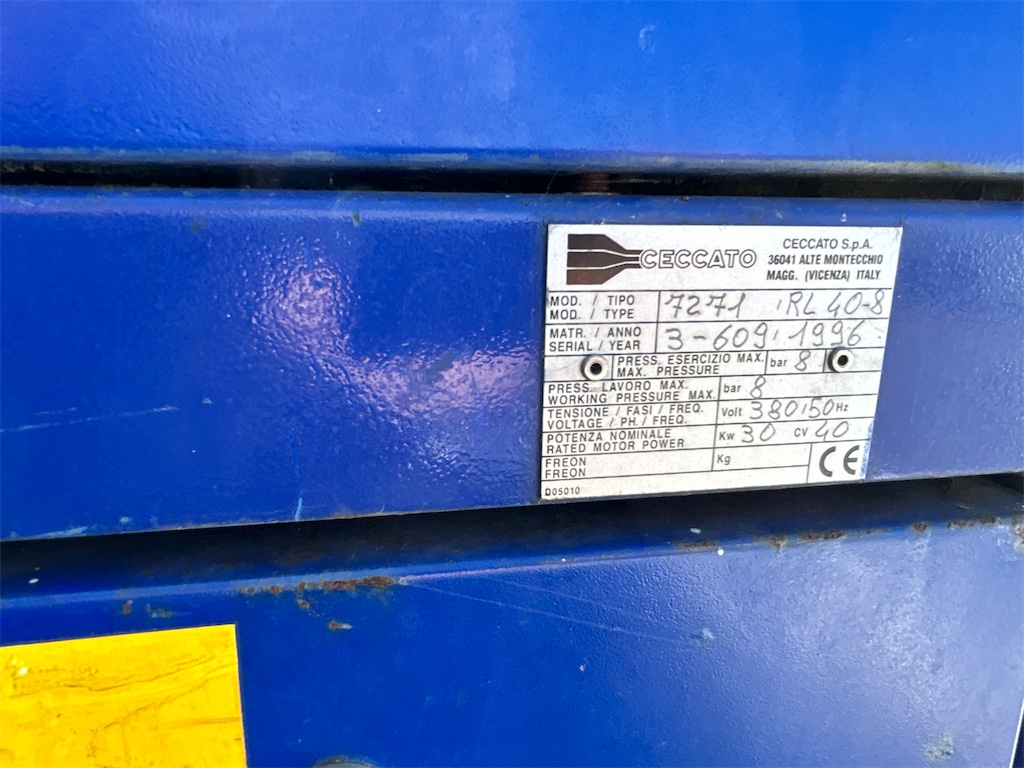 CECCATO
CECCATO S.p.A.
36041 ALTE MONTECCHIO
MAGG. (VICENZA) ITALY
MOD. / TIPO
MOD. / TYPE
7271 RL 40-8
MATR. / ANNO
SERIAL / YEAR
3-609 1996
PRESS. ESERCIZIO MAX.
MAX. PRESSURE
bar 8
PRESS. LAVORO MAX.
WORKING PRESSURE MAX.
bar 8
TENSIONE / FASI / FREQ.
VOLTAGE / PH. / FREQ.
Volt 380/50 Hz
POTENZA NOMINALE
RATED MOTOR POWER
Kw 30 CV 40
FREON
FREON
Kg
CE
D05010